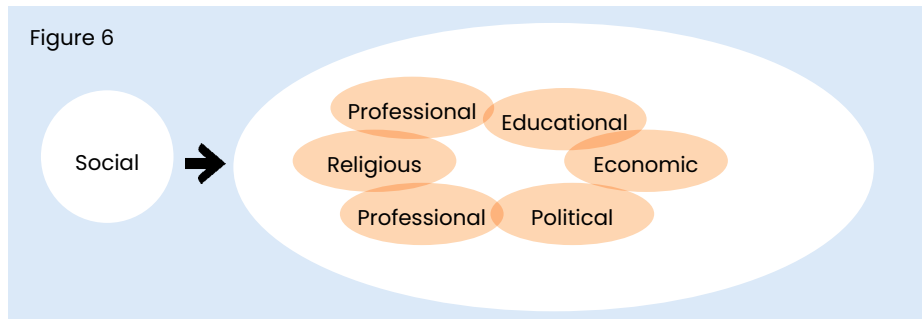 Figure 6
Social
Professional
Educational
Religious
Economic
Professional
Political